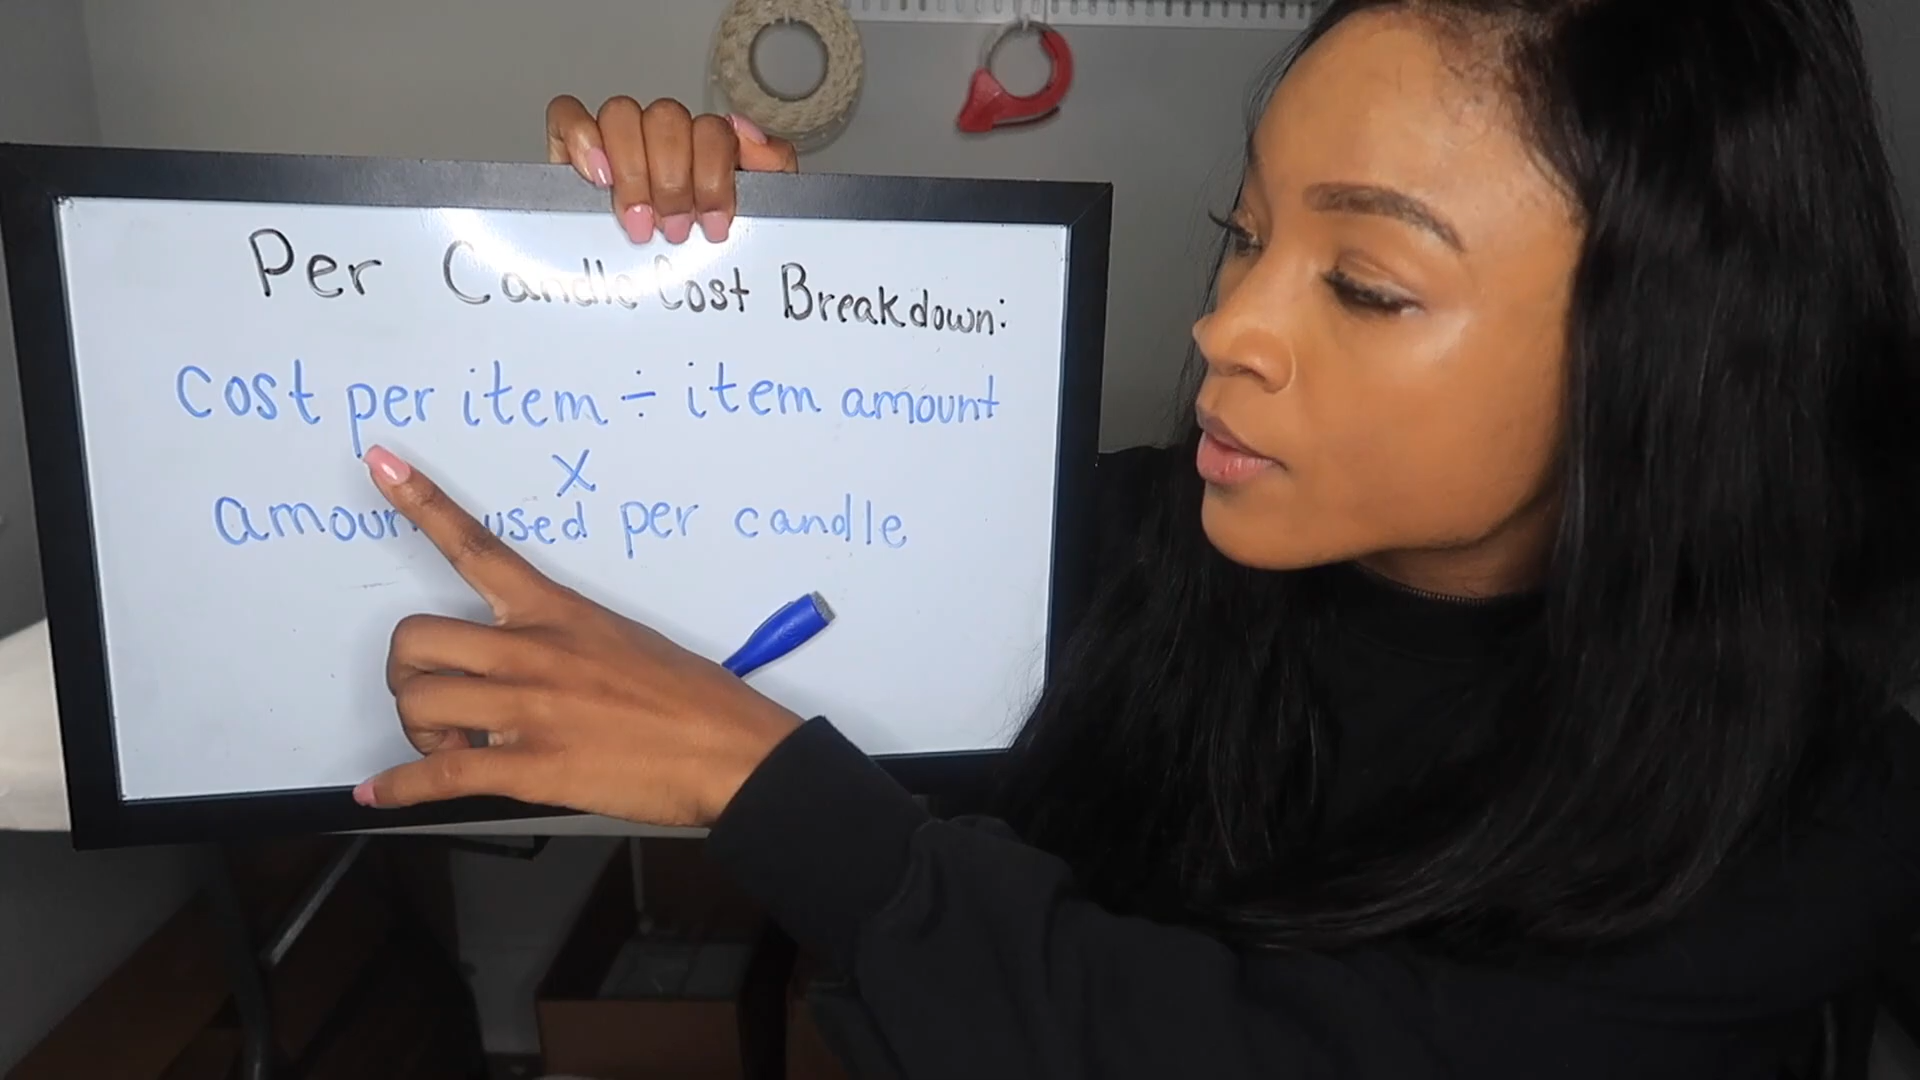 Per Candle Cost Breakdown:
cost per item ÷ item amount
x
amount used per candle